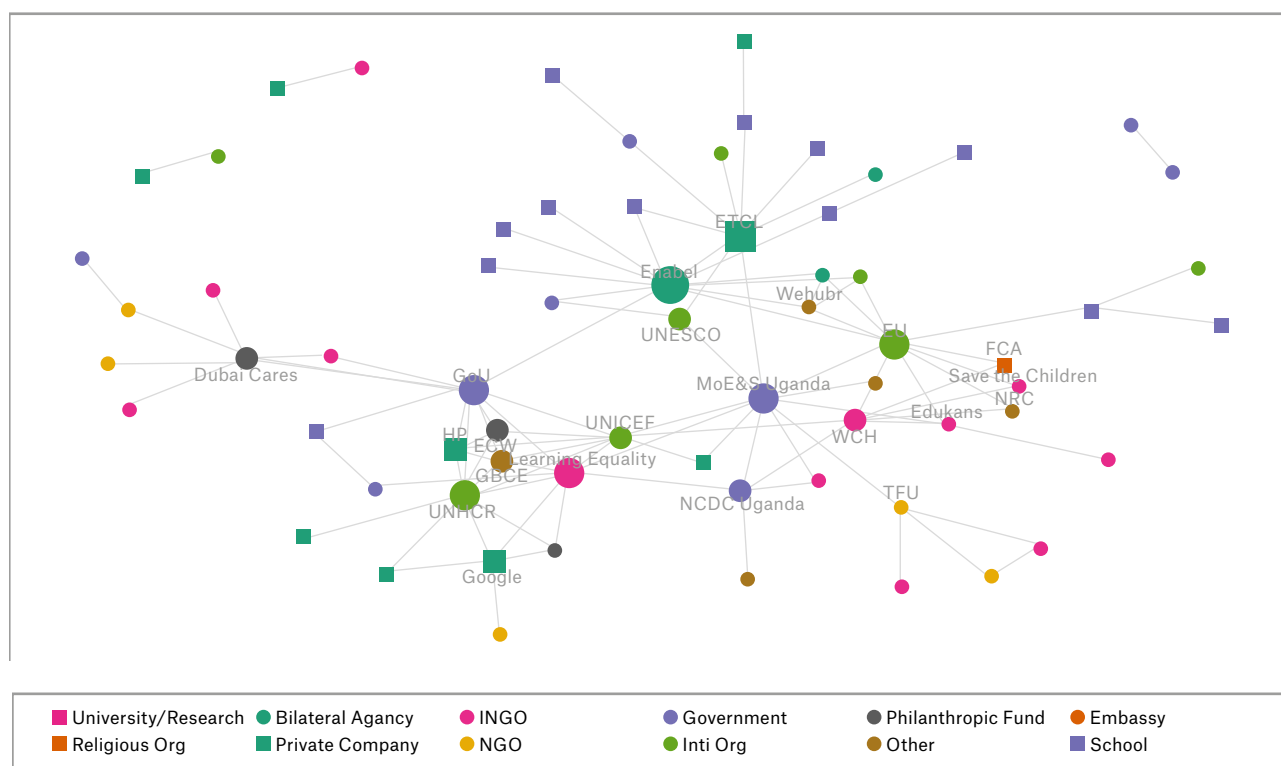 ETCL
Enabel
Wehubr
UNESCO
EU
FCA
Dubai Cares
GoU
MoE&S Uganda
Save the Children
NRC
Edukans
UNICEF
HP
WCH
ECW
Learning Equality
GBCE
TFU
NCDC Uganda
UNHCR
Google
University/Research Bilateral Agancy INGO Government Philanthropic Fund Embassy
Religious Org Private Company NGO Inti Org Other School